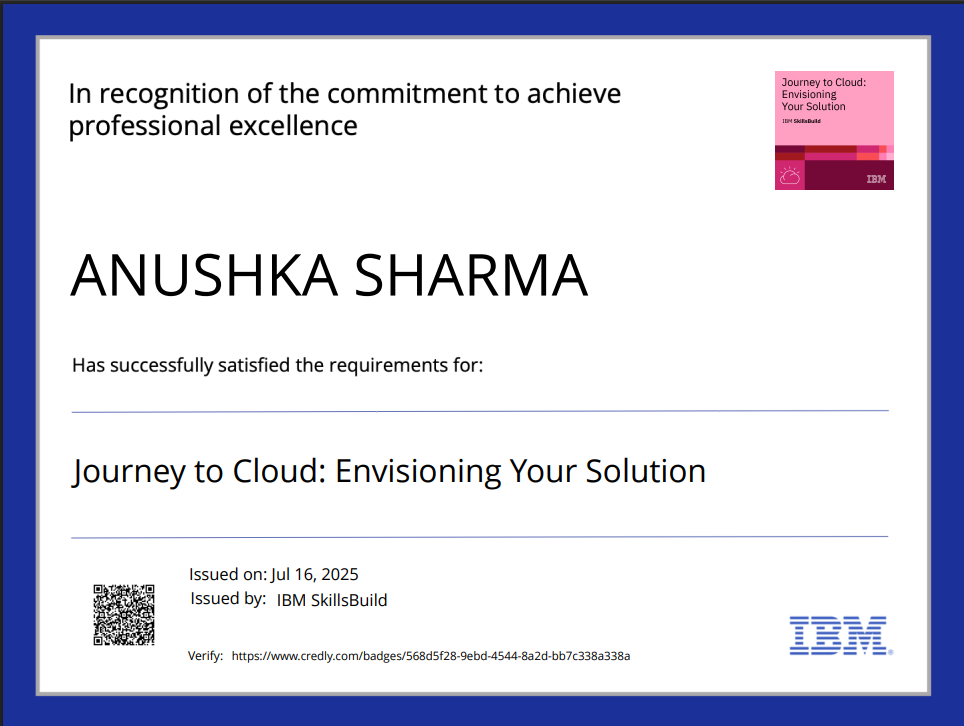 In recognition of the commitment to achieve
professional excellence
Journey to Cloud:
Envisioning
Your Solution
IBM SkillsBuild
IBM
ANUSHKA SHARMA
Has successfully satisfied the requirements for:
Journey to Cloud: Envisioning Your Solution
Issued on: Jul 16, 2025
Issued by: IBM SkillsBuild
Verify: https://www.credly.com/badges/568d5f28-9ebd-4544-8a2d-bb7c338a338a
IBM®